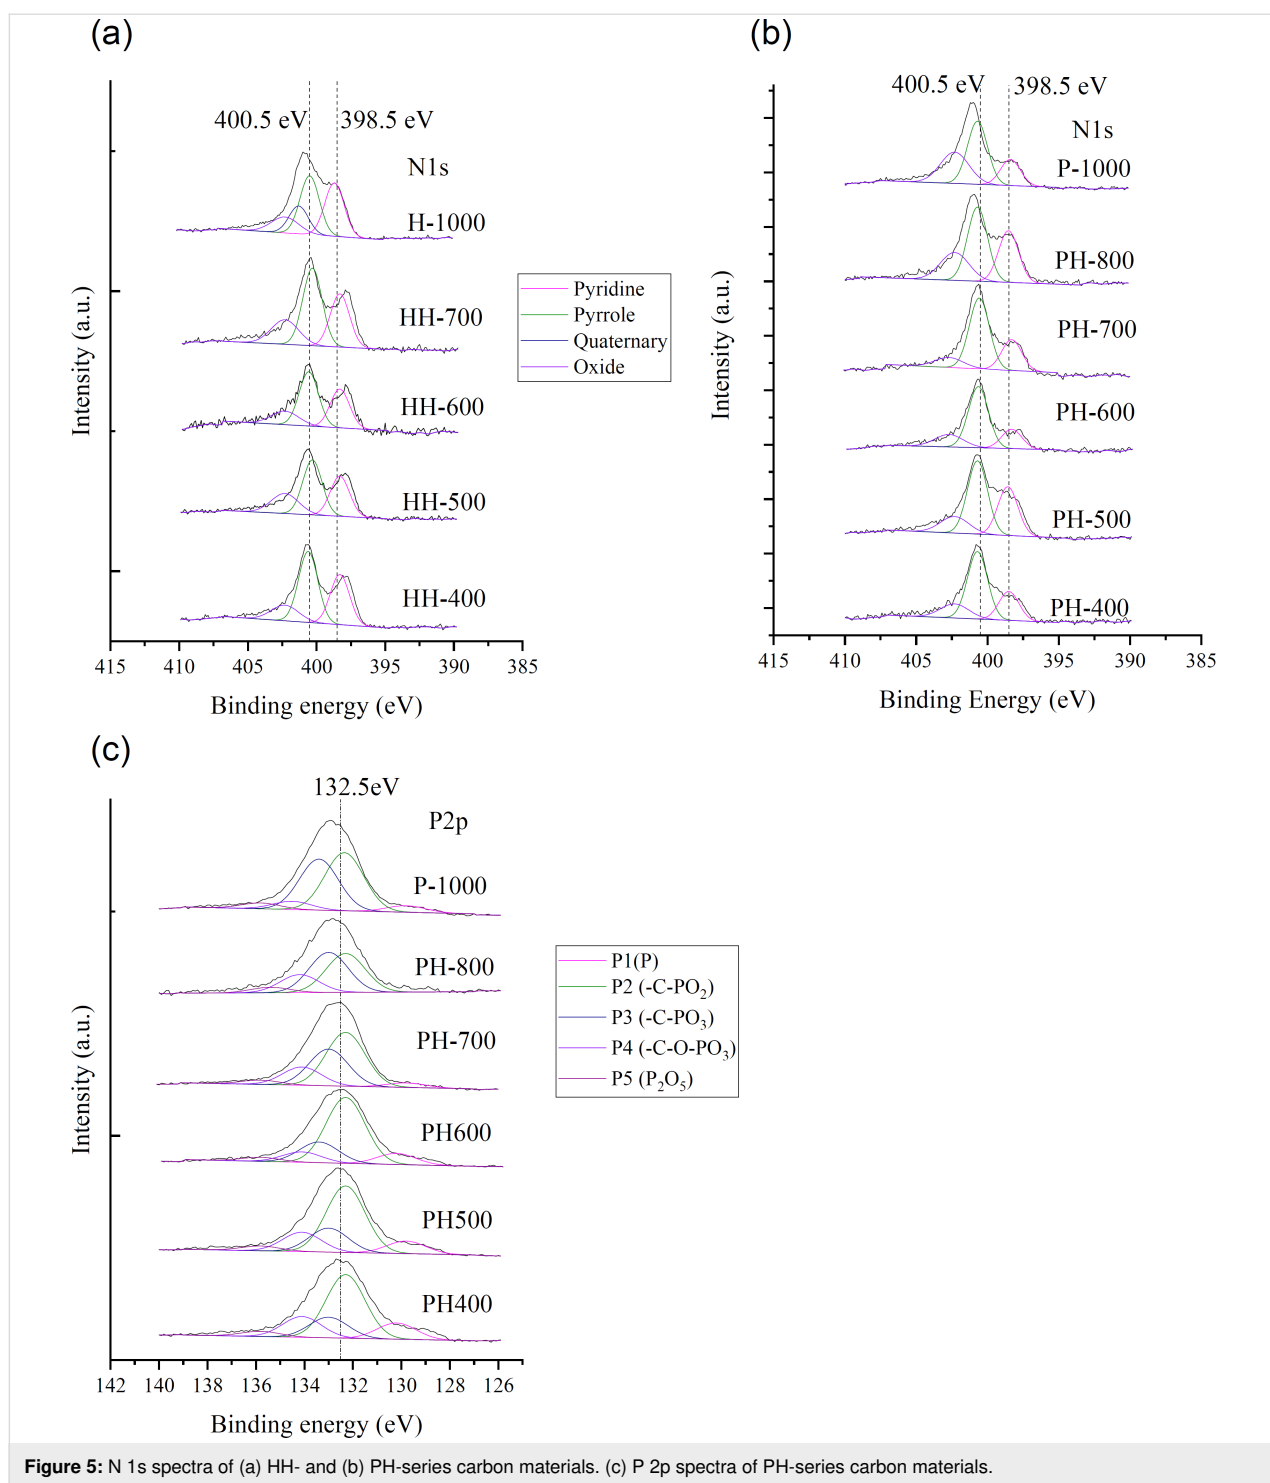 (a)
400.5 eV
398.5 eV
N1s
H-1000
HH-700
HH-600
HH-500
HH-400
Intensity (a.u.)
415 410 405 400 395 390 385
Binding energy (eV)
Pyridine
Pyrrole
Quaternary
Oxide
(b)
400.5 eV
398.5 eV
N1s
P-1000
PH-800
PH-700
PH-600
PH-500
PH-400
Intensity (a.u.)
415 410 405 400 395 390 385
Binding Energy (eV)
(c)
132.5eV
P2p
P-1000
PH-800
PH-700
PH600
PH500
PH400
Intensity (a.u.)
142 140 138 136 134 132 130 128 126
Binding energy (eV)
P1(P)
P2 (-C-PO₂)
P3 (-C-PO₃)
P4 (-C-O-PO₃)
P5 (P₂O₅)
Figure 5: N 1s spectra of (a) HH- and (b) PH-series carbon materials. (c) P 2p spectra of PH-series carbon materials.